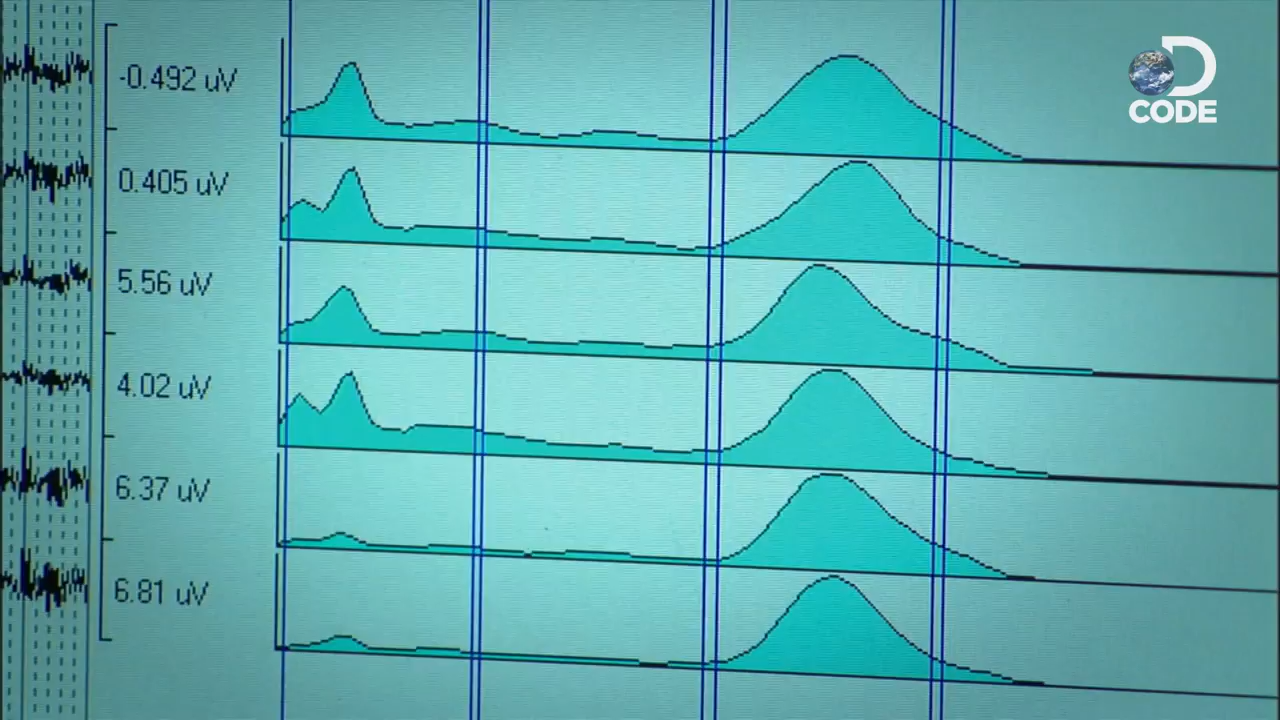 -0.492 uV
0.405 uV
5.56 uV
4.02 uV
6.37 uV
6.81 uV
D
CODE